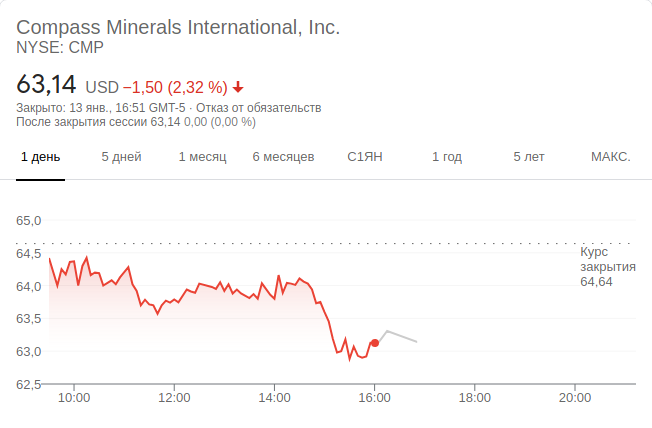 Compass Minerals International, Inc.
NYSE: CMP
63,14 USD −1,50 (2,32 %)
Закрыто: 13 янв., 16:51 GMT-5 · Отказ от обязательств
После закрытия сессии 63,14 0,00 (0,00 %)
1 день 5 дней 1 месяц 6 месяцев С1ЯН 1 год 5 лет МАКС.
65,0
64,5
64,0
63,5
63,0
62,5
Курс
закрытия
64,64
10:00 12:00 14:00 16:00 18:00 20:00